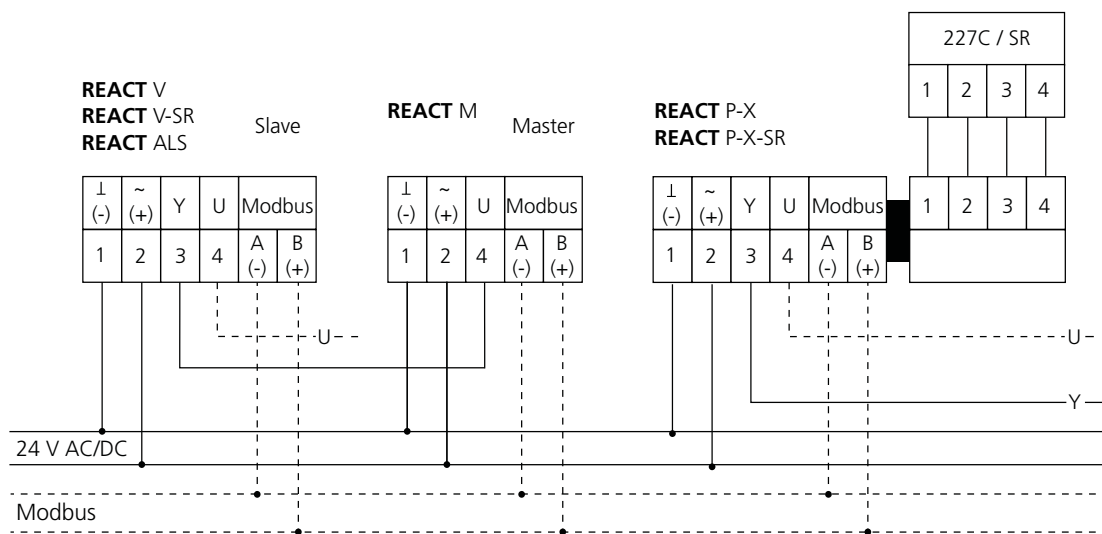 227C / SR
1 2 3 4
REACT V
REACT V-SR
REACT ALS
Slave
REACT M
Master
REACT P-X
REACT P-X-SR
⊥ (-) ~ (+) Y U Modbus
1 2 3 4 A (-) B (+)
⊥ (-) ~ (+) U Modbus
1 2 4 A (-) B (+)
⊥ (-) ~ (+) Y U Modbus
1 2 3 4 A (-) B (+)
1 2 3 4
U
U
Y
24 V AC/DC
Modbus